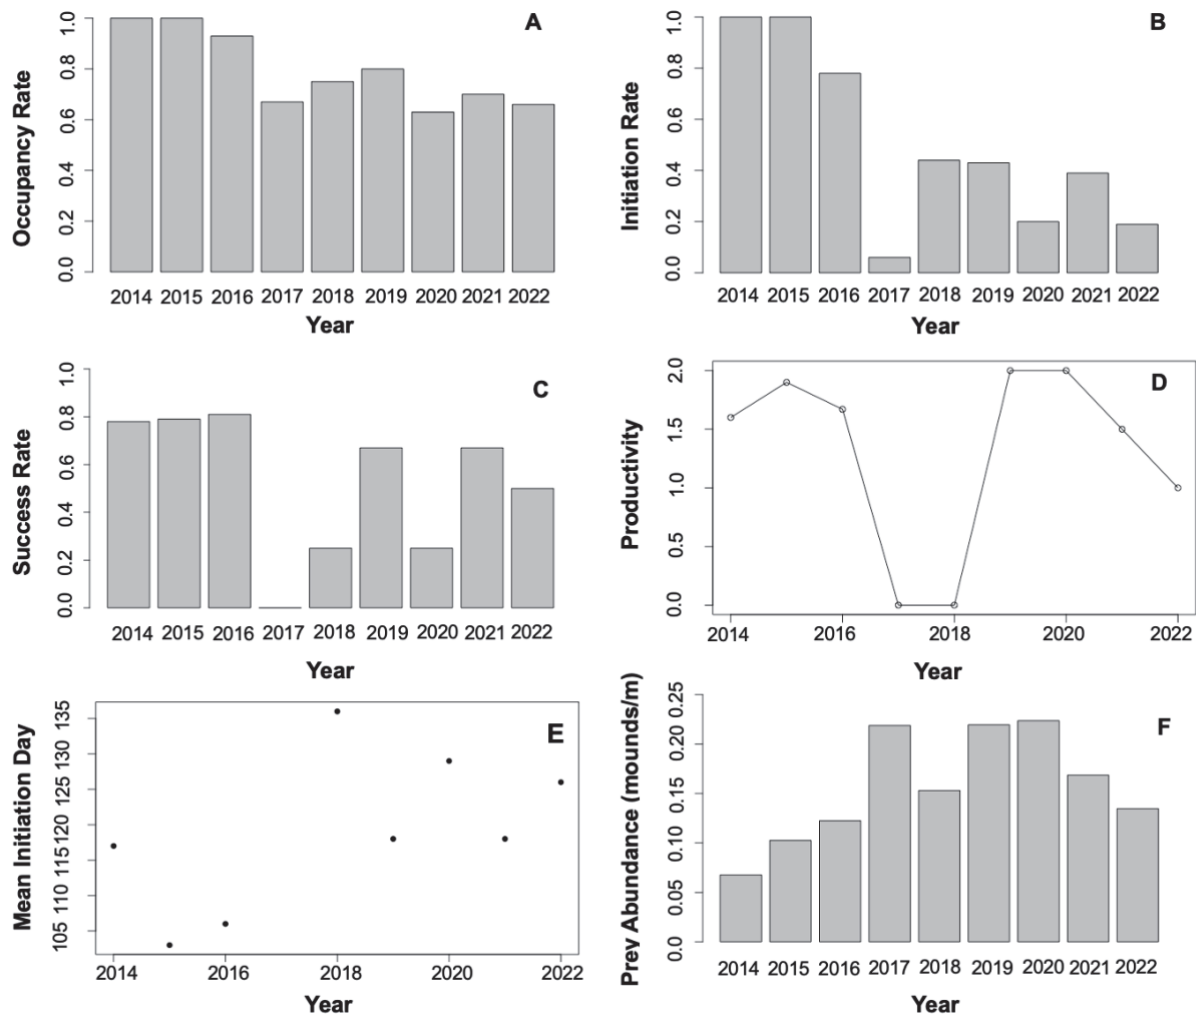 A
Occupancy Rate
1.0
0.8
0.6
0.4
0.2
0.0
2014 2015 2016 2017 2018 2019 2020 2021 2022
Year
B
Initiation Rate
1.0
0.8
0.6
0.4
0.2
0.0
2014 2015 2016 2017 2018 2019 2020 2021 2022
Year
C
Success Rate
1.0
0.8
0.6
0.4
0.2
0.0
2014 2015 2016 2017 2018 2019 2020 2021 2022
Year
D
Productivity
2.0
1.5
1.0
0.5
0.0
2014 2016 2018 2020 2022
Year
E
Mean Initiation Day
135
130
125
120
115
110
105
2014 2016 2018 2020 2022
Year
F
Prey Abundance (mounds/m)
0.25
0.20
0.15
0.10
0.05
0.0
2014 2015 2016 2017 2018 2019 2020 2021 2022
Year